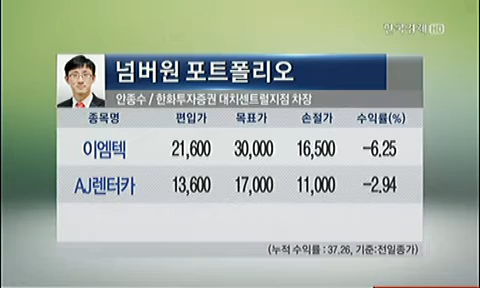 한국경제 HD
넘버원 포트폴리오
안종수 / 한화투자증권 대치센트럴지점 차장
종목명 편입가 목표가 손절가 수익률(%)
이엠텍 21,600 30,000 16,500 -6.25
AJ렌터카 13,600 17,000 11,000 -2.94
(누적 수익률 : 37.26, 기준:전일종가)